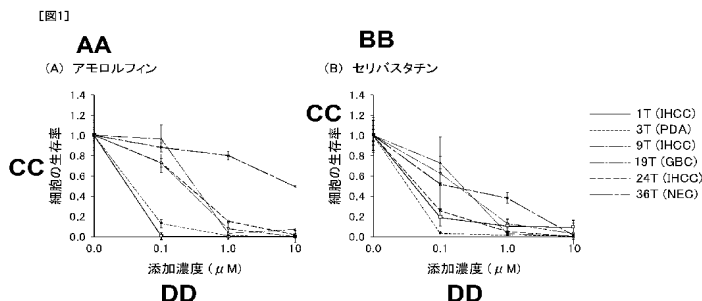 [図1]
AA
BB
(A) アモロルフィン
(B) セリバスタチン
CC
細胞の生存率
1.4
1.2
1.0
0.8
0.6
0.4
0.2
0.0
0.0
0.1
1.0
10
添加濃度(μM)
DD
CC
細胞の生存率
1.4
1.2
1.0
0.8
0.6
0.4
0.2
0.0
0.0
0.1
1.0
10
添加濃度(μM)
DD
1T (IHCC)
3T (PDA)
9T (IHCC)
19T (GBC)
24T (IHCC)
36T (NEC)